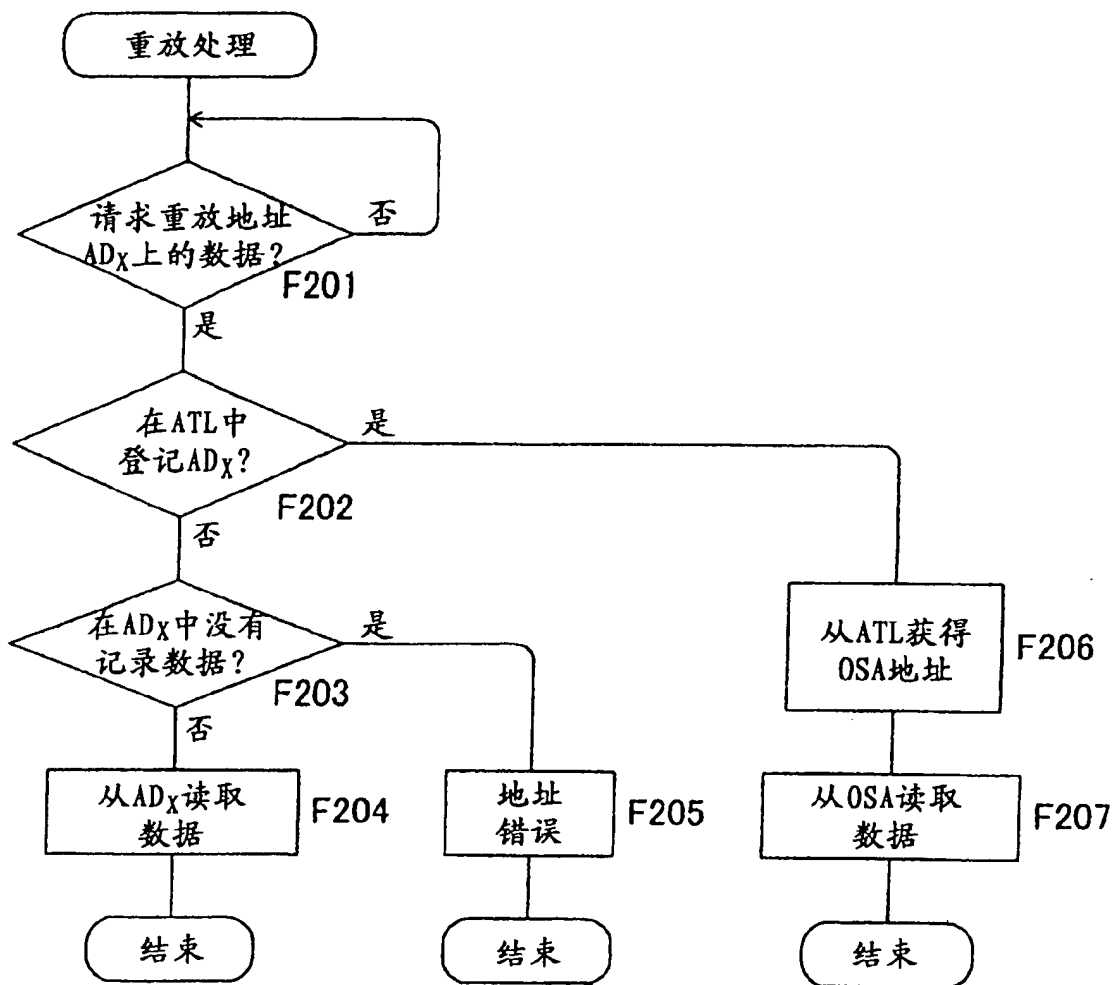 重放处理
请求重放地址
ADX上的数据?
否
F201
是
在ATL中
登记ADX?
是
F202
否
在ADX中没有
记录数据?
是
F203
否
从ATL获得
OSA地址
F206
从ADX读取
数据
F204
地址
错误
F205
从OSA读取
数据
F207
结束
结束
结束